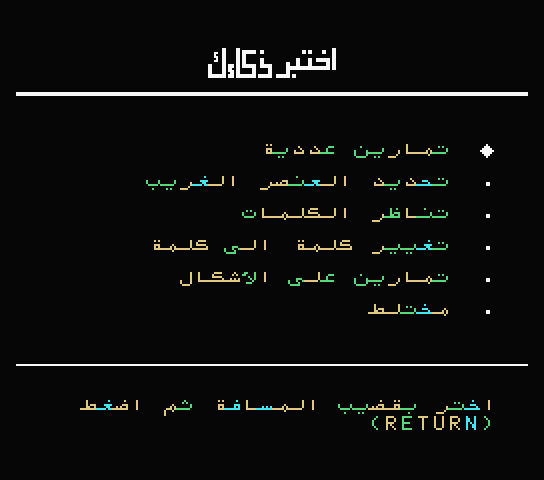 اختبر ذكاءك
تمارين عددية
تحديد العنصر الغريب
تناظر الكلمات
تغيير كلمة الى كلمة
تمارين على الأشكال
مختلط
اختر بقضيب المسافة ثم اضغط
(RETURN)